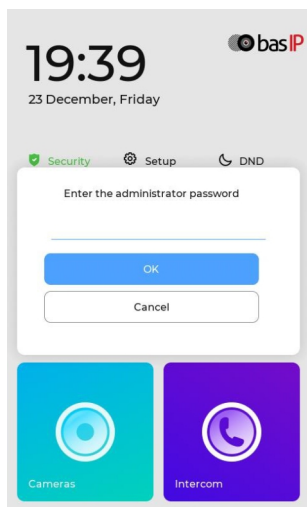 19:39
bas IP
23 December, Friday
Security Setup DND
Enter the administrator password
OK
Cancel
Cameras Intercom